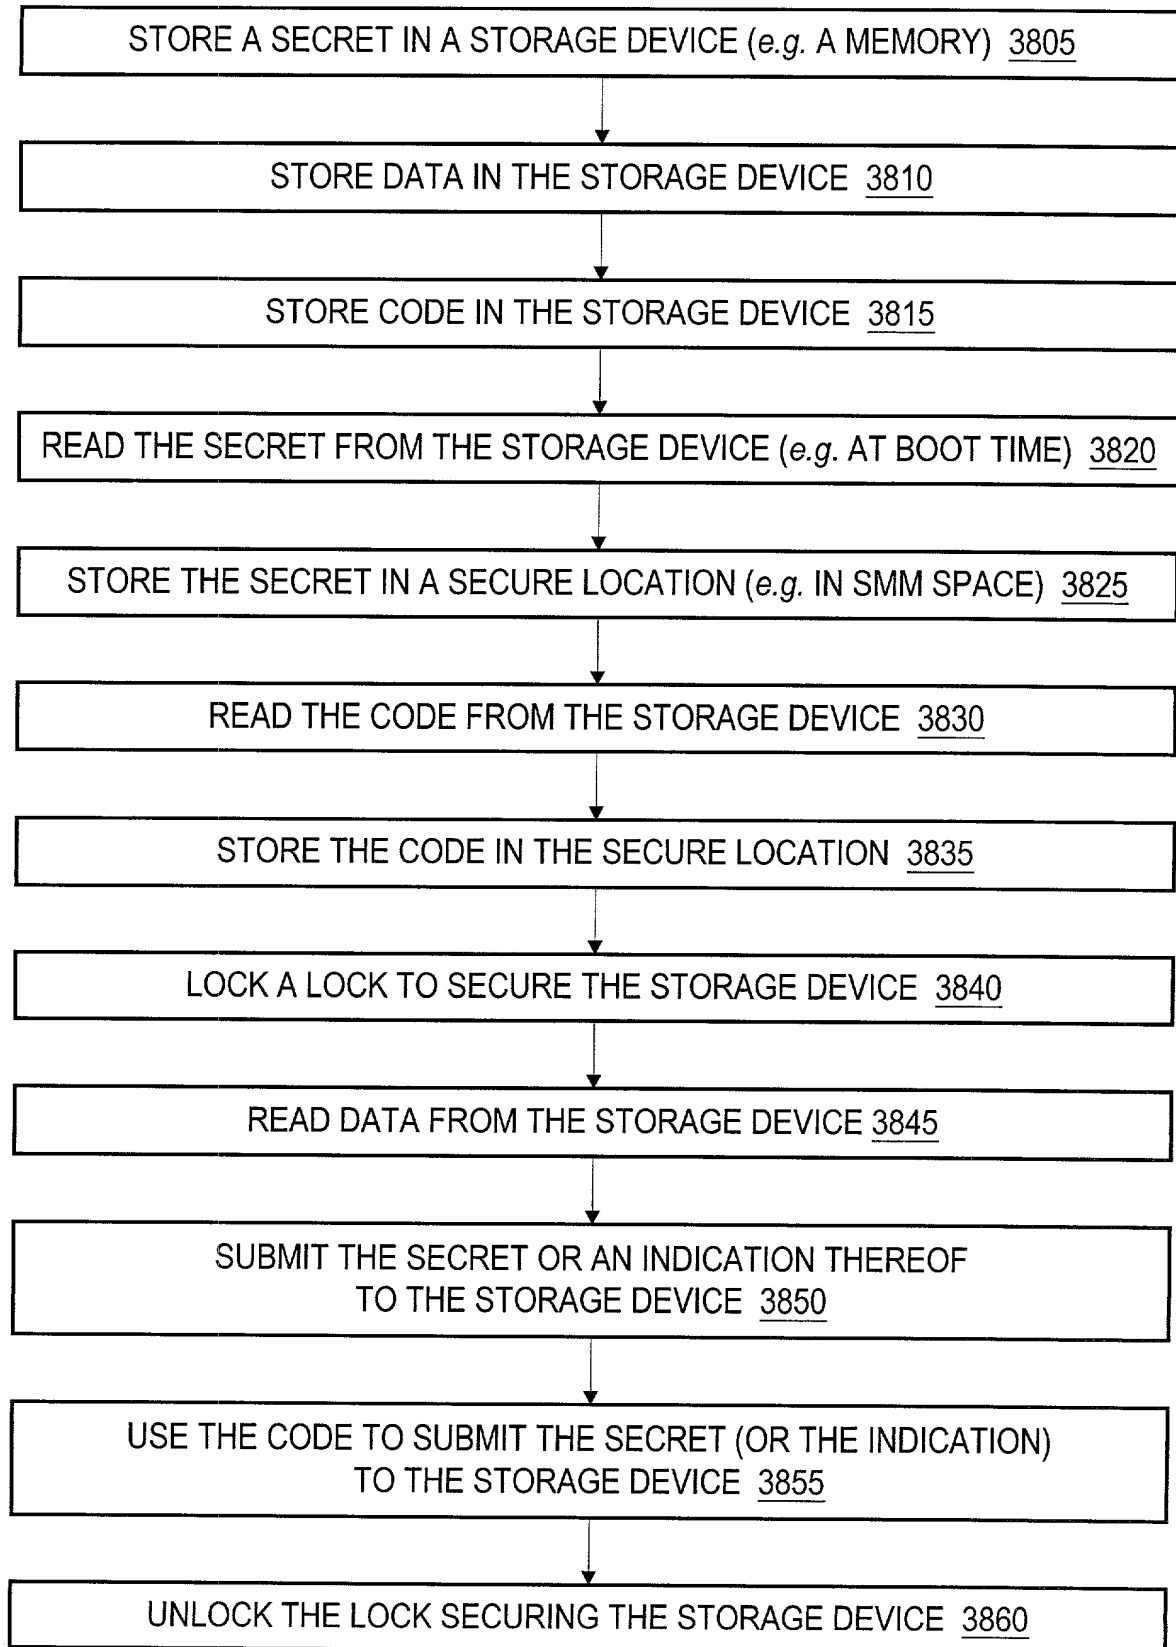 STORE A SECRET IN A STORAGE DEVICE (e.g. A MEMORY) 3805
STORE DATA IN THE STORAGE DEVICE 3810
STORE CODE IN THE STORAGE DEVICE 3815
READ THE SECRET FROM THE STORAGE DEVICE (e.g. AT BOOT TIME) 3820
STORE THE SECRET IN A SECURE LOCATION (e.g. IN SMM SPACE) 3825
READ THE CODE FROM THE STORAGE DEVICE 3830
STORE THE CODE IN THE SECURE LOCATION 3835
LOCK A LOCK TO SECURE THE STORAGE DEVICE 3840
READ DATA FROM THE STORAGE DEVICE 3845
SUBMIT THE SECRET OR AN INDICATION THEREOF
TO THE STORAGE DEVICE 3850
USE THE CODE TO SUBMIT THE SECRET (OR THE INDICATION)
TO THE STORAGE DEVICE 3855
UNLOCK THE LOCK SECURING THE STORAGE DEVICE 3860